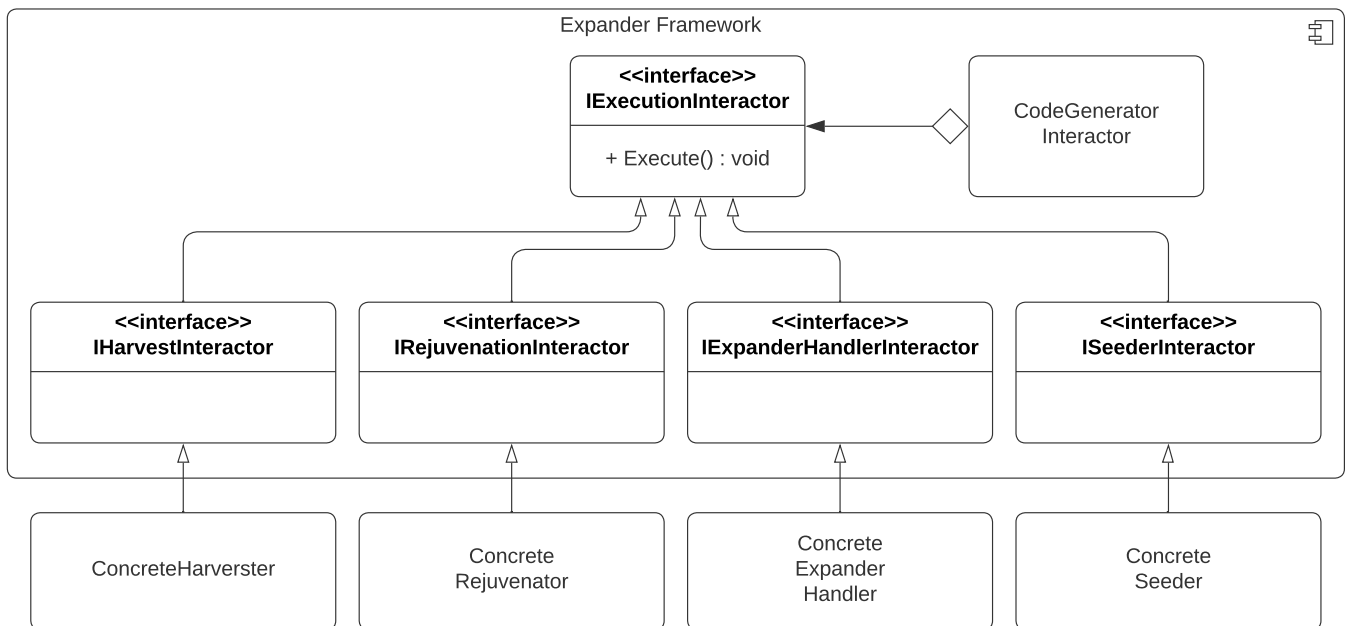 Expander Framework
<<interface>>
IExecutionInteractor
+ Execute() : void
CodeGenerator
Interactor
<<interface>>
IHarvestInteractor
<<interface>>
IRejuvenationInteractor
<<interface>>
IExpanderHandlerInteractor
<<interface>>
ISeederInteractor
ConcreteHarverster
Concrete
Rejuvenator
Concrete
Expander
Handler
Concrete
Seeder